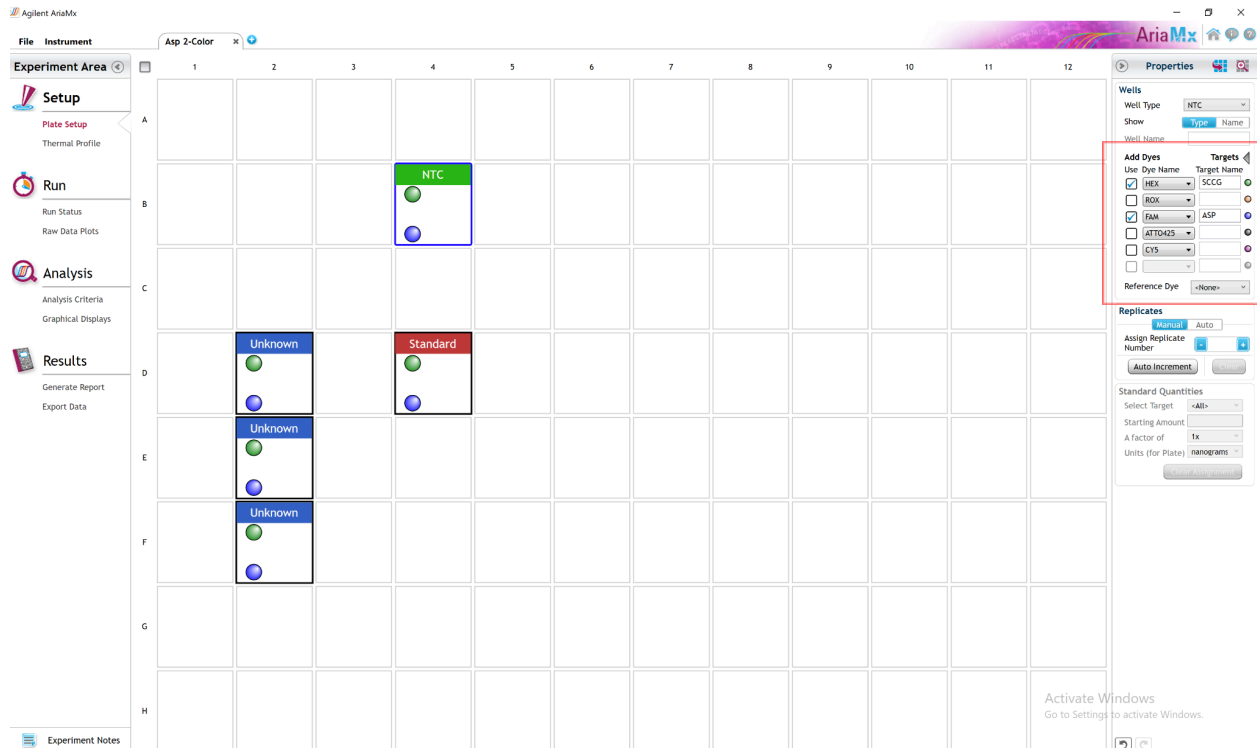 Agilent AriaMx
File Instrument
Asp 2-Color
AriaMx
Experiment Area
1 2 3 4 5 6 7 8 9 10 11 12
Properties
Setup
Plate Setup
Thermal Profile
Run
Run Status
Raw Data Plots
Analysis
Analysis Criteria
Graphical Displays
Results
Generate Report
Export Data
Experiment Notes
A
B
C
D
E
F
G
H
NTC
Unknown
Standard
Unknown
Unknown
Wells
Well Type NTC
Show Type Name
Well Name
Add Dyes Targets
Use Dye Name Target Name
HEX SCCG
ROX
FAM ASP
ATTO425
CY5
Reference Dye <None>
Replicates
Manual Auto
Assign Replicate
Number - +
Auto Increment Clear
Standard Quantities
Select Target <All>
Starting Amount
A factor of 1x
Units (for Plate) nanograms
Clear Assignment
Activate Windows
Go to Settings to activate Windows.